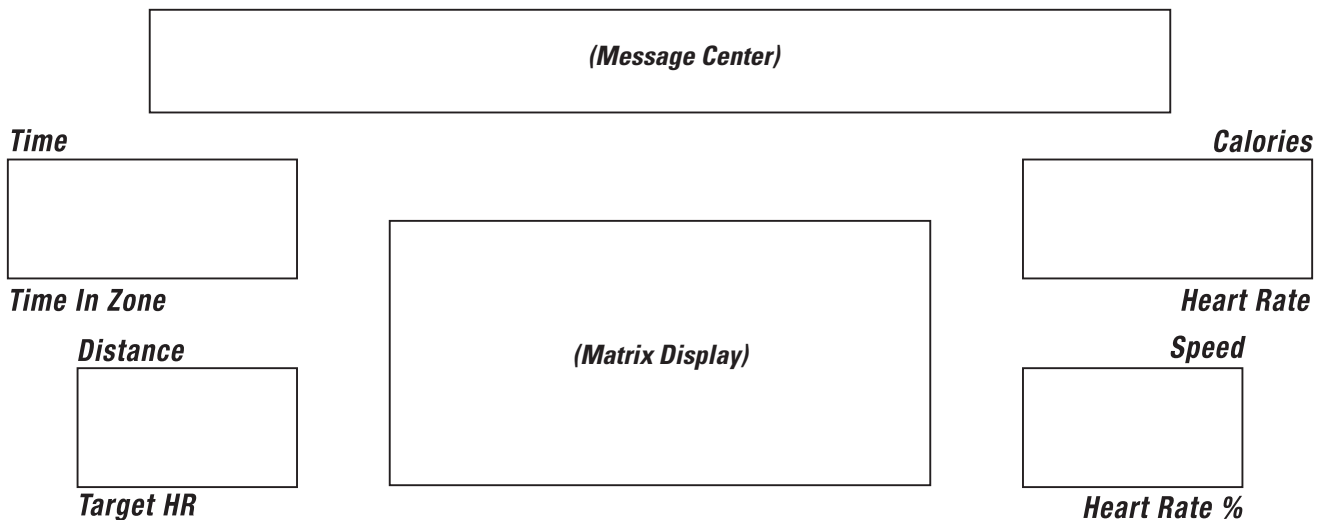 (Message Center)
Time
Calories
Time In Zone
Heart Rate
Distance
(Matrix Display)
Speed
Target HR
Heart Rate %